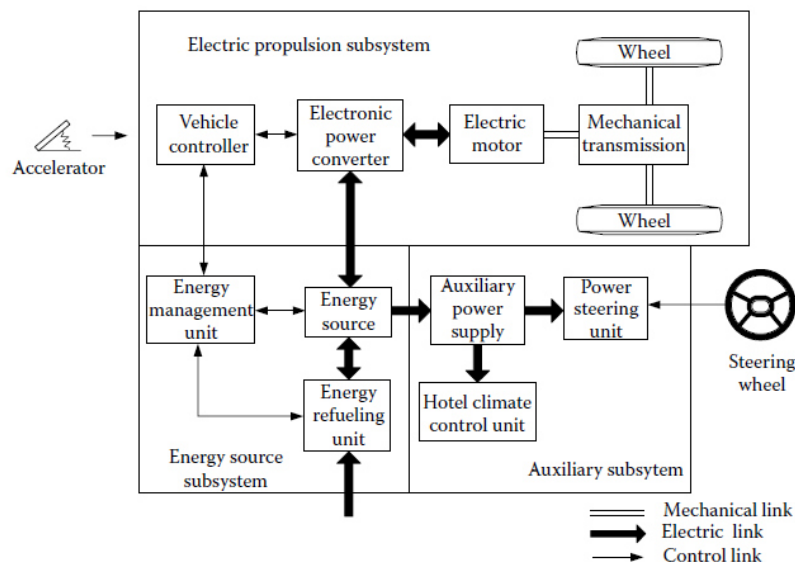 Electric propulsion subsystem
Wheel
Accelerator
Vehicle
controller
Electronic
power
converter
Electric
motor
Mechanical
transmission
Wheel
Energy
management
unit
Energy
source
Auxiliary
power
supply
Power
steering
unit
Steering
wheel
Energy
refueling
unit
Hotel climate
control unit
Energy source
subsystem
Auxiliary subsytem
Mechanical link
Electric link
Control link